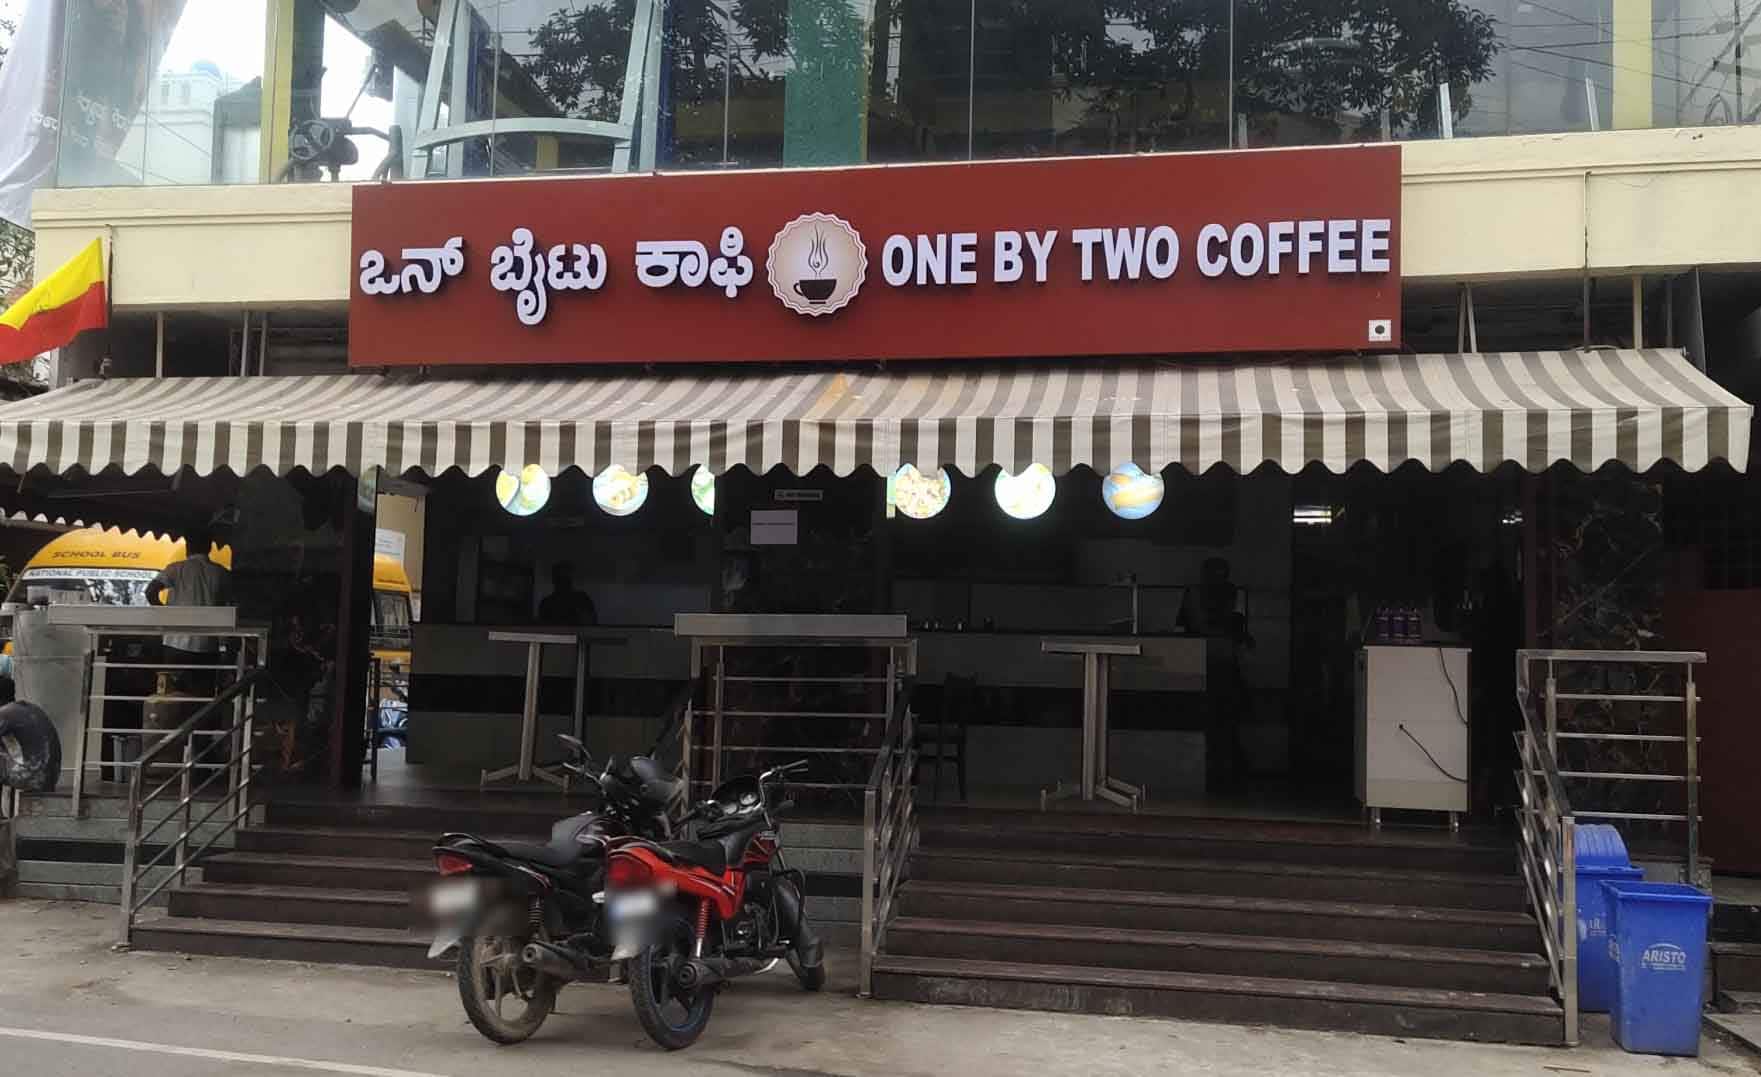 ಒನ್ ಬೈಟು ಕಾಫಿ ONE BY TWO COFFEE
SCHOOL BUS
NATIONAL PUBLIC SCHOOL
ARISTO